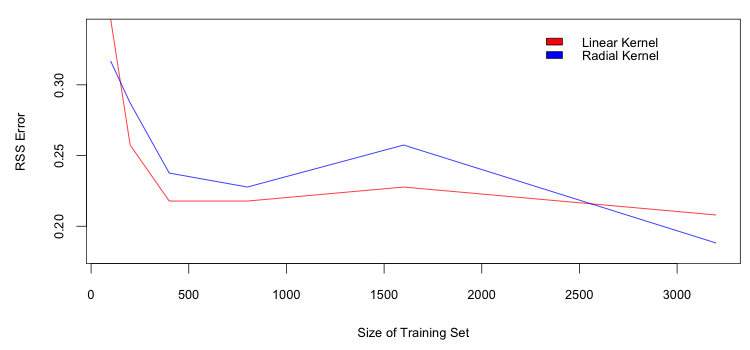 Linear Kernel
Radial Kernel
RSS Error
0.30
0.25
0.20
0 500 1000 1500 2000 2500 3000
Size of Training Set